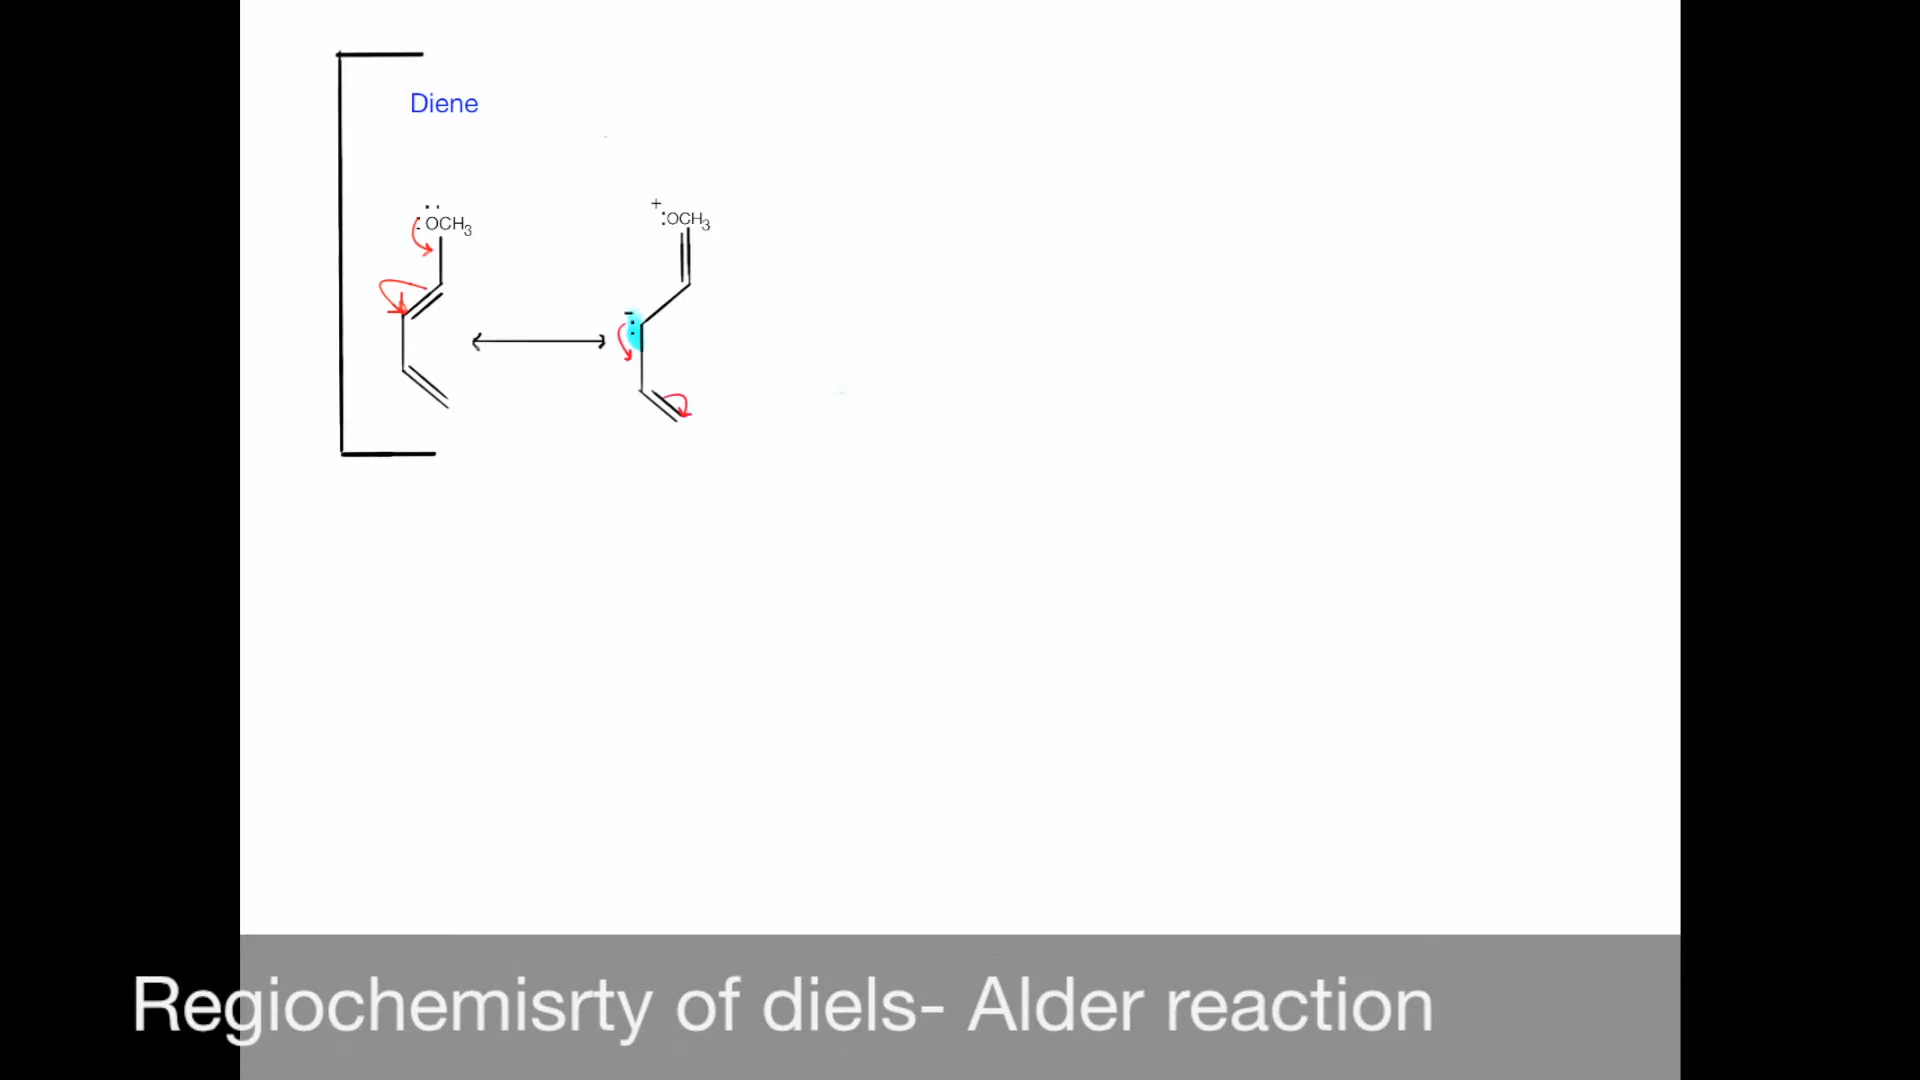 Diene
:OCH3
+
:OCH3
-
Regiochemisrty of diels- Alder reaction